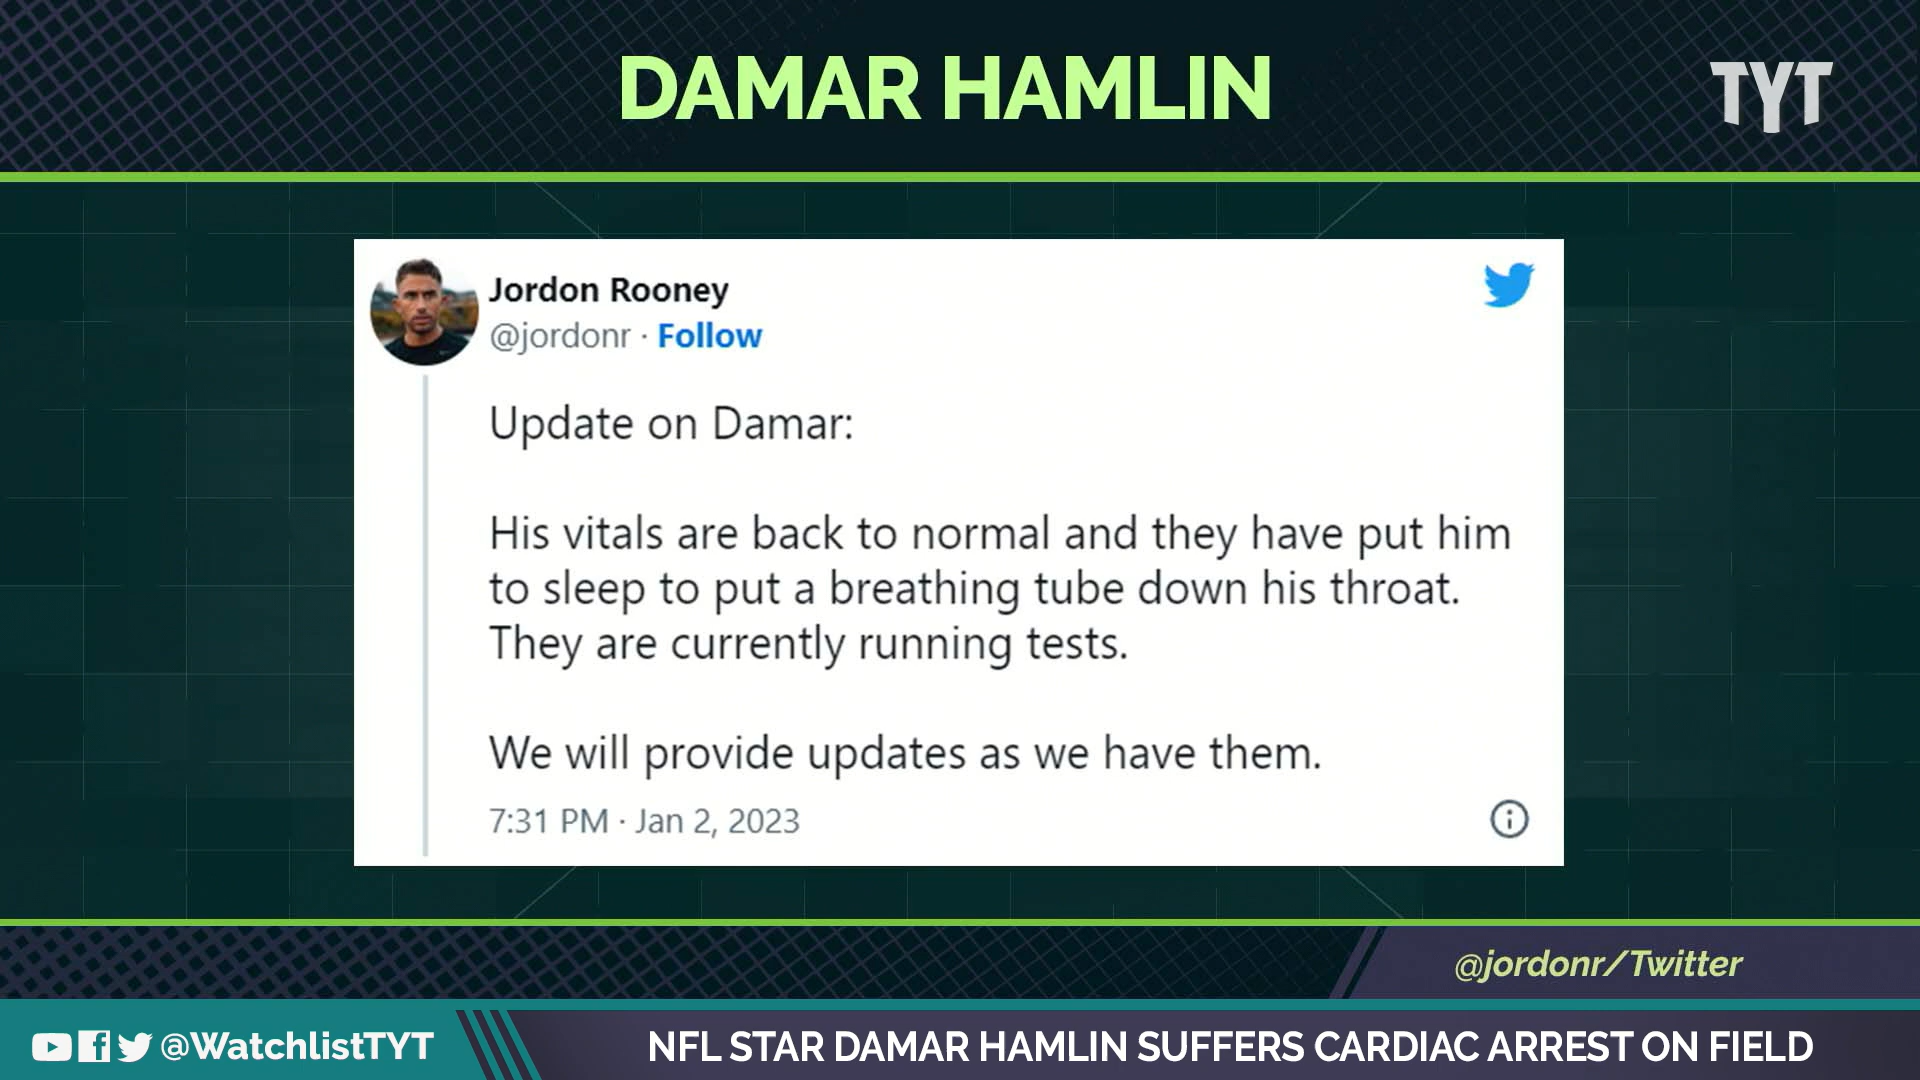 DAMAR HAMLIN
TYT
Jordon Rooney
@jordonr · Follow
Update on Damar:
His vitals are back to normal and they have put him
to sleep to put a breathing tube down his throat.
They are currently running tests.
We will provide updates as we have them.
7:31 PM · Jan 2, 2023
@jordonr/Twitter
@WatchlistTYT
NFL STAR DAMAR HAMLIN SUFFERS CARDIAC ARREST ON FIELD